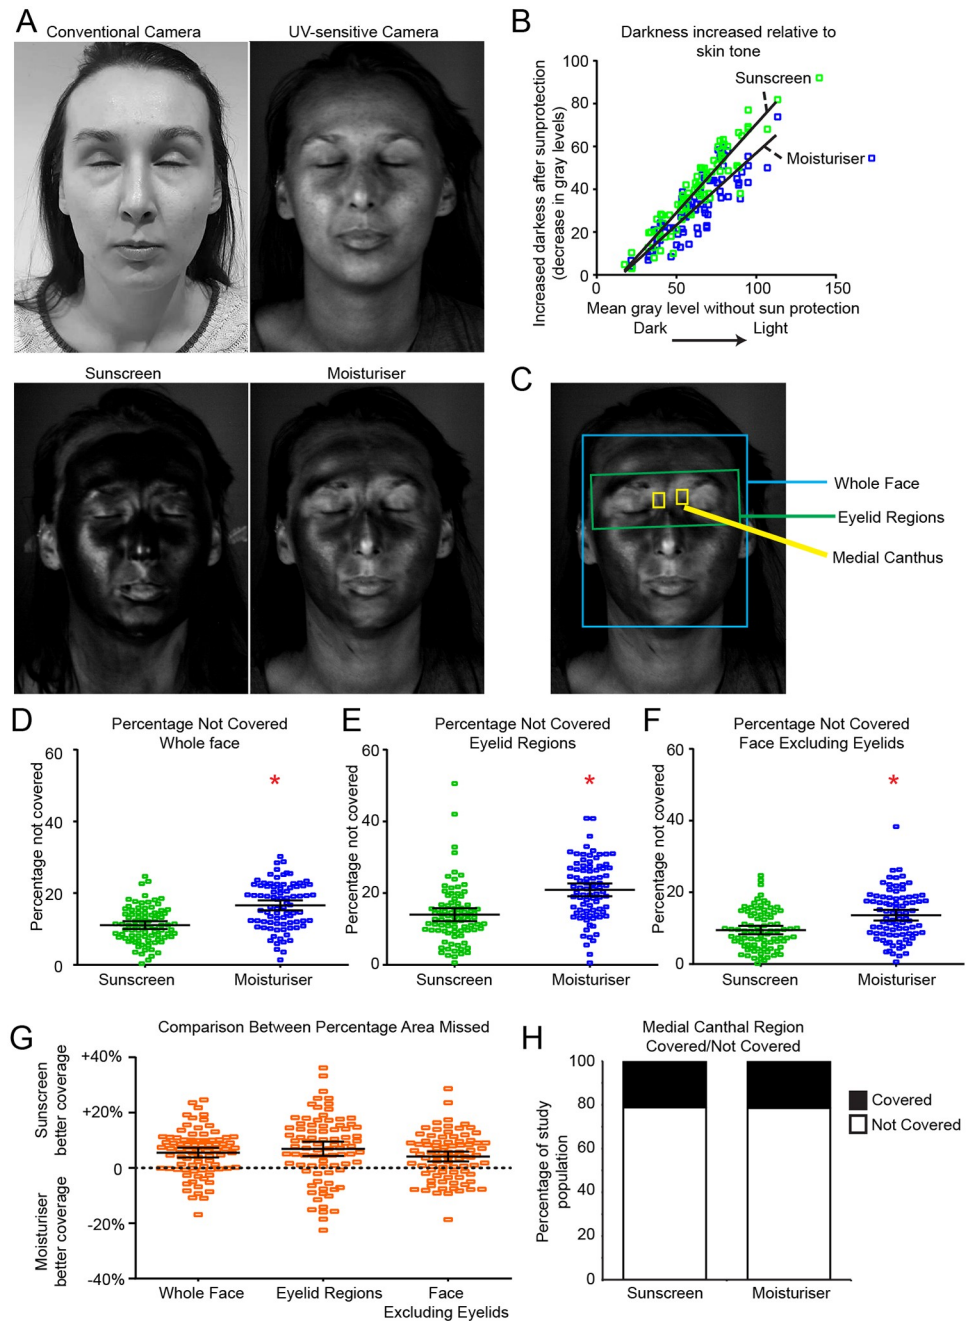 A
Conventional Camera
UV-sensitive Camera
Sunscreen
Moisturiser
B
Darkness increased relative to
skin tone
Increased darkess after sunprotection
(decrease in gray levels)
100
80
60
40
20
0
Sunscreen
Moisturiser
0
50
100
150
Mean gray level without sun protection
Dark
Light
C
Whole Face
Eyelid Regions
Medial Canthus
D
Percentage Not Covered
Whole face
Percentage not covered
60
40
20
0
Sunscreen
Moisturiser
*
E
Percentage Not Covered
Eyelid Regions
Percentage not covered
60
40
20
0
Sunscreen
Moisturiser
*
F
Percentage Not Covered
Face Excluding Eyelids
Percentage not covered
60
40
20
0
Sunscreen
Moisturiser
*
G
Comparison Between Percentage Area Missed
Sunscreen
better coverage
Moisturiser
better coverage
+40%
+20%
0
-20%
-40%
Whole Face
Eyelid Regions
Face
Excluding Eyelids
H
Medial Canthal Region
Covered/Not Covered
Percentage of study
population
100
80
60
40
20
0
Sunscreen
Moisturiser
Covered
Not Covered